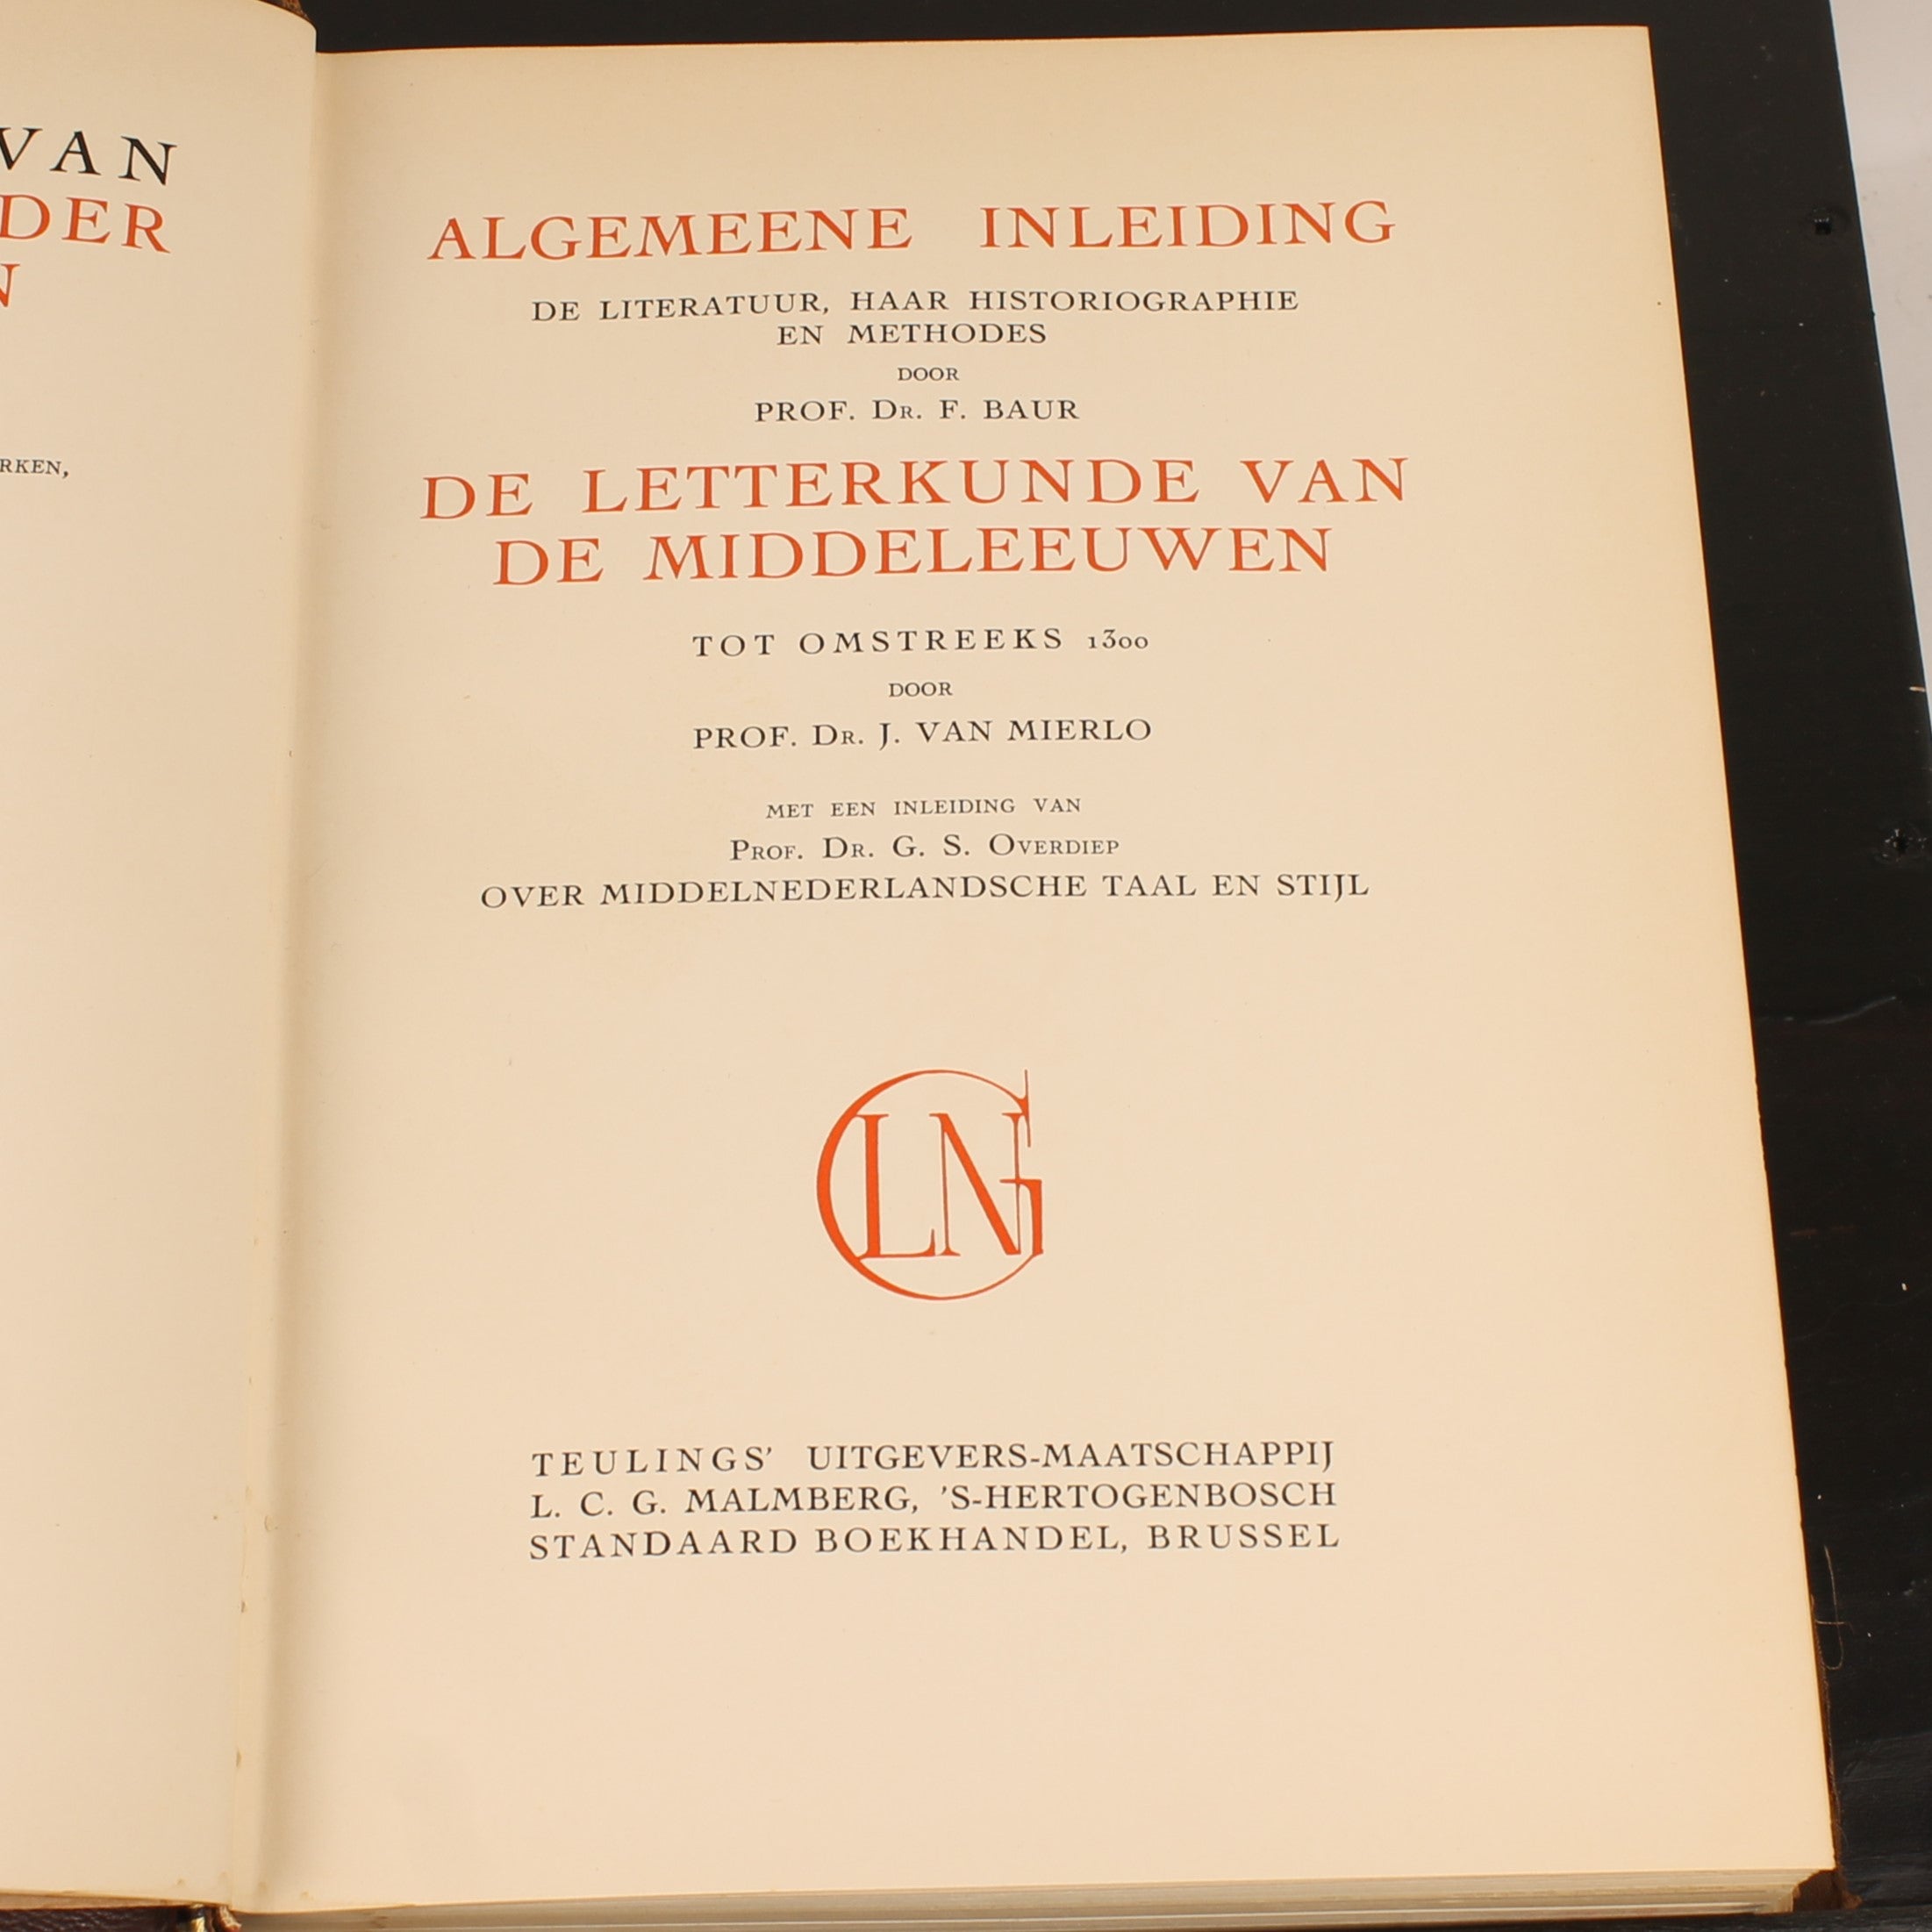 VAN
DER
N
RKEN,
ALGEMEENE INLEIDING
DE LITERATUUR, HAAR HISTORIOGRAPHIE
EN METHODES
DOOR
PROF. DR. F. BAUR
DE LETTERKUNDE VAN
DE MIDDELEEUWEN
TOT OMSTREEKS 1300
DOOR
PROF. DR. J. VAN MIERLO
MET EEN INLEIDING VAN
PROF. DR. G. S. OVERDIEP
OVER MIDDELNEDERLANDSCHE TAAL EN STIJL
GLN
TEULINGS' UITGEVERS-MAATSCHAPPIJ
L. C. G. MALMBERG, 'S-HERTOGENBOSCH
STANDAARD BOEKHANDEL, BRUSSEL